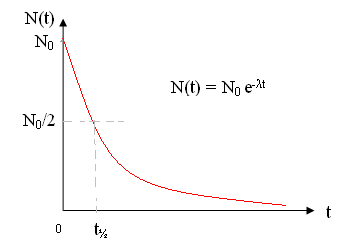 N(t)
N₀
N(t) = N₀ e⁻λt
N₀/2
t
0
t½